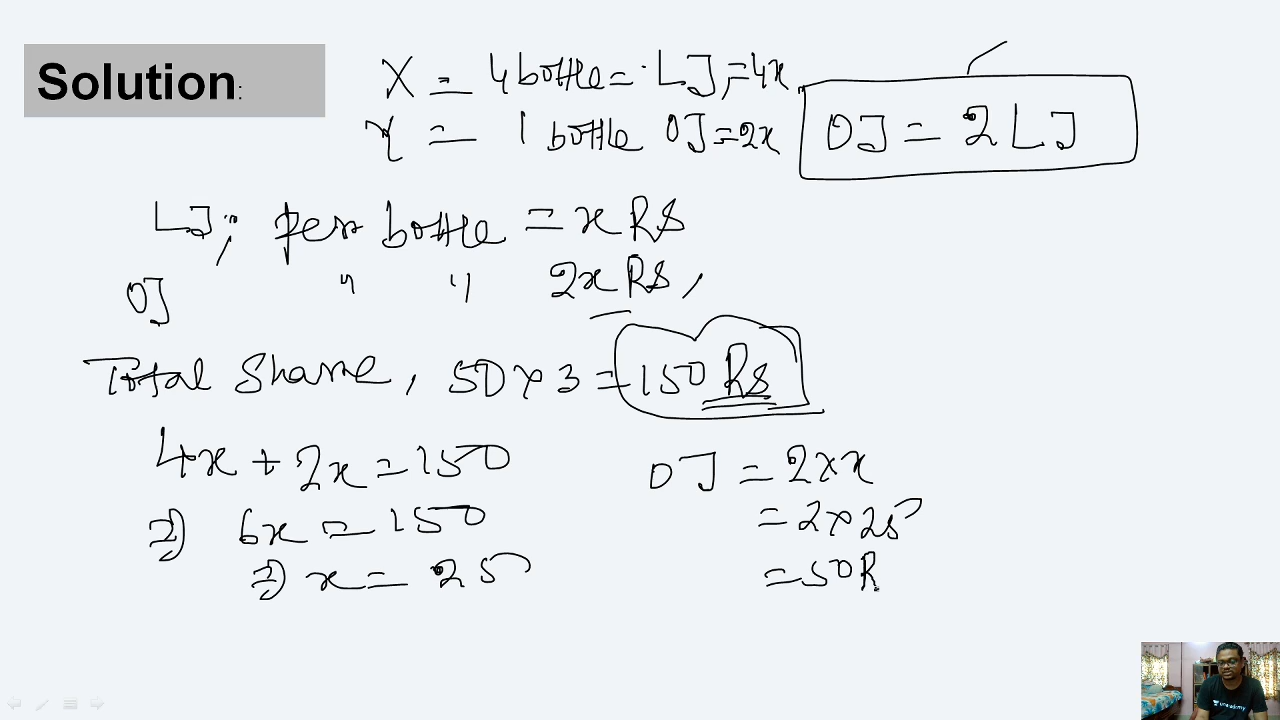 Solution:
X = 4 bottle = LJ = 4x
Y = 1 bottle OJ = 2x
OJ = 2 LJ
LJ; per bottle = x RS
OJ " " 2x RS,
Total Share, 50 x 3 = 150 Rs
4x + 2x = 150
⇒ 6x = 150
⇒ x = 25
OJ = 2 x x
= 2 x 25
= 50 R
unacademy